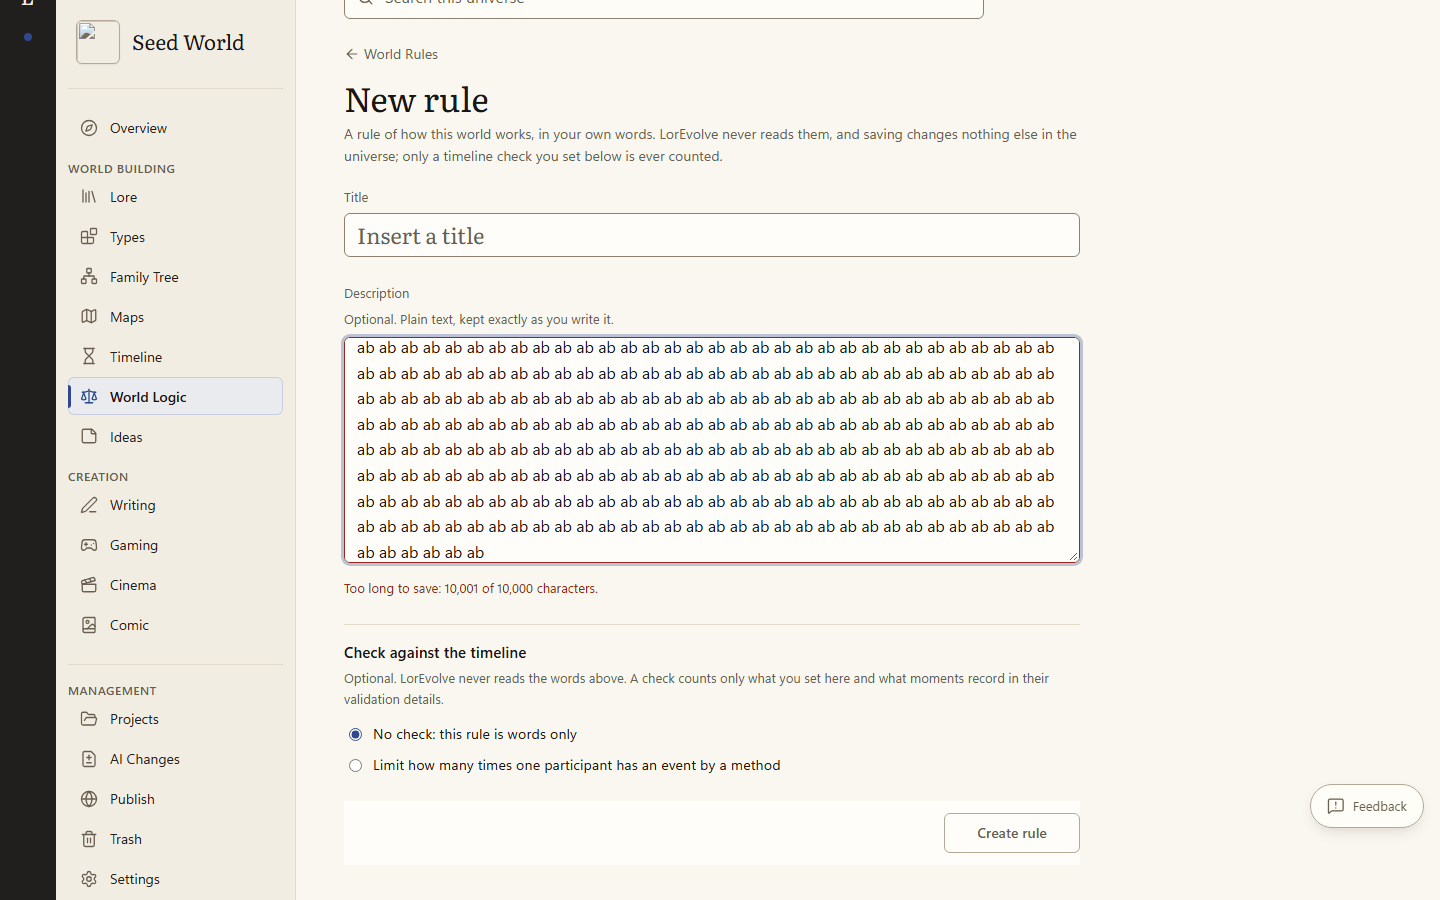 Search this universe
Seed World
Overview
WORLD BUILDING
Lore
Types
Family Tree
Maps
Timeline
World Logic
Ideas
CREATION
Writing
Gaming
Cinema
Comic
MANAGEMENT
Projects
AI Changes
Publish
Trash
Settings
World Rules
New rule
A rule of how this world works, in your own words. LorEvolve never reads them, and saving changes nothing else in the
universe; only a timeline check you set below is ever counted.
Title
Insert a title
Description
Optional. Plain text, kept exactly as you write it.
ab ab ab ab ab ab ab ab ab ab ab ab ab ab ab ab ab ab ab ab ab ab ab ab ab ab ab ab ab ab ab ab
ab ab ab ab ab ab ab ab ab ab ab ab ab ab ab ab ab ab ab ab ab ab ab ab ab ab ab ab ab ab ab ab
ab ab ab ab ab ab ab ab ab ab ab ab ab ab ab ab ab ab ab ab ab ab ab ab ab ab ab ab ab ab ab ab
ab ab ab ab ab ab ab ab ab ab ab ab ab ab ab ab ab ab ab ab ab ab ab ab ab ab ab ab ab ab ab ab
ab ab ab ab ab ab ab ab ab ab ab ab ab ab ab ab ab ab ab ab ab ab ab ab ab ab ab ab ab ab ab ab
ab ab ab ab ab ab ab ab ab ab ab ab ab ab ab ab ab ab ab ab ab ab ab ab ab ab ab ab ab ab ab ab
ab ab ab ab ab ab ab ab ab ab ab ab ab ab ab ab ab ab ab ab ab ab ab ab ab ab ab ab ab ab ab ab
ab ab ab ab ab ab ab ab ab ab ab ab ab ab ab ab ab ab ab ab ab ab ab ab ab ab ab ab ab ab ab ab
ab ab ab ab ab ab
Too long to save: 10,001 of 10,000 characters.
Check against the timeline
Optional. LorEvolve never reads the words above. A check counts only what you set here and what moments record in their
validation details.
No check: this rule is words only
Limit how many times one participant has an event by a method
Create rule
Feedback